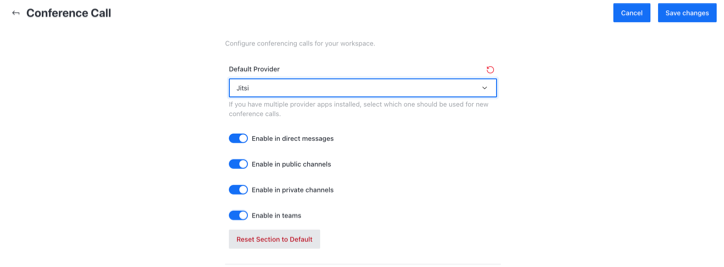 Conference Call
Cancel
Save changes
Configure conferencing calls for your workspace.
Default Provider
Jitsi
If you have multiple provider apps installed, select which one should be used for new
conference calls.
Enable in direct messages
Enable in public channels
Enable in private channels
Enable in teams
Reset Section to Default